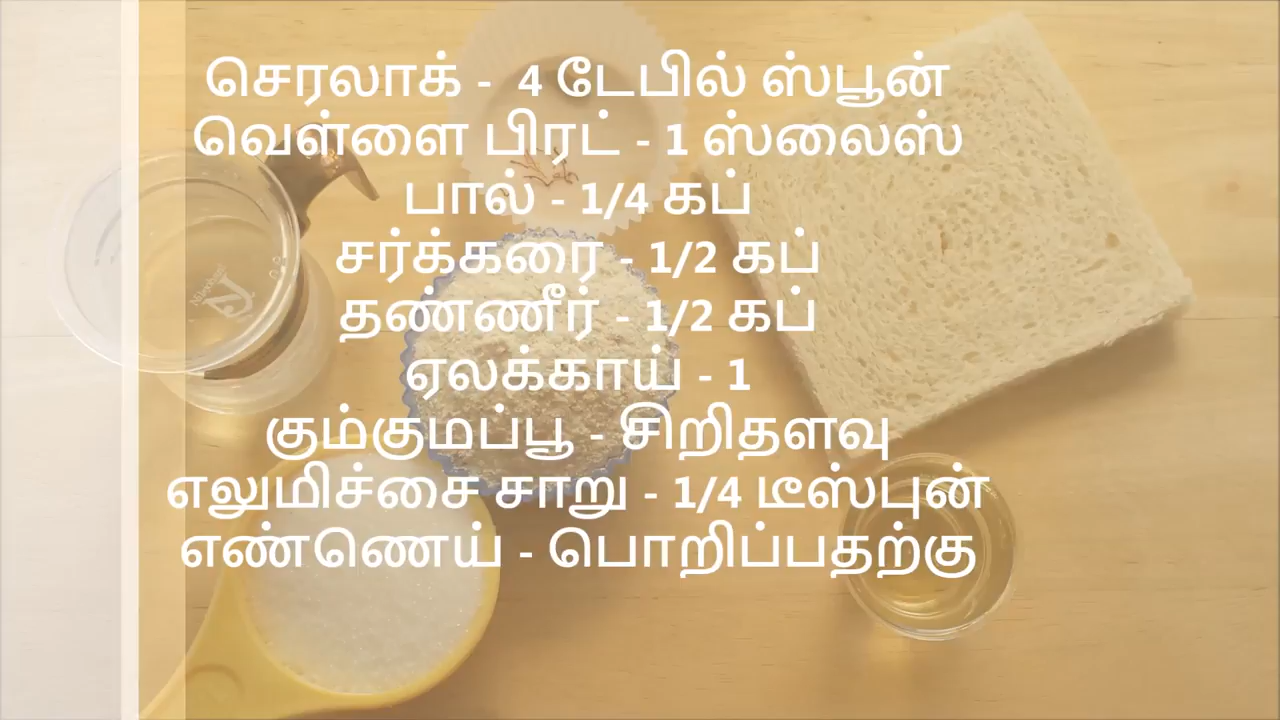 செரலாக் - 4 டேபில் ஸ்பூன்
வெள்ளை பிரட் - 1 ஸ்லைஸ்
பால் - 1/4 கப்
சர்க்கரை - 1/2 கப்
தண்ணீர் - 1/2 கப்
ஏலக்காய் - 1
கும்குமப்பூ - சிறிதளவு
எலுமிச்சை சாறு - 1/4 டீஸ்புன்
எண்ணெய் - பொறிப்பதற்கு